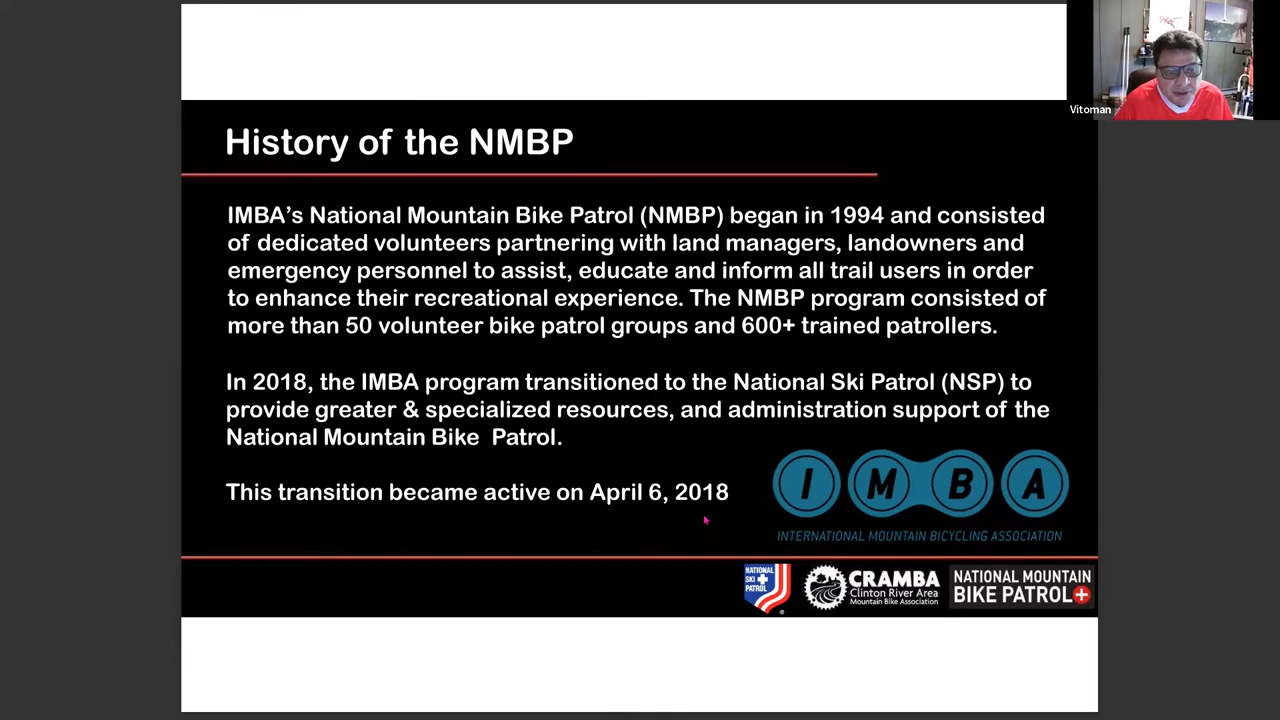 Vitoman
History of the NMBP
IMBA’s National Mountain Bike Patrol (NMBP) began in 1994 and consisted
of dedicated volunteers partnering with land managers, landowners and
emergency personnel to assist, educate and inform all trail users in order
to enhance their recreational experience. The NMBP program consisted of
more than 50 volunteer bike patrol groups and 600+ trained patrollers.
In 2018, the IMBA program transitioned to the National Ski Patrol (NSP) to
provide greater & specialized resources, and administration support of the
National Mountain Bike Patrol.
This transition became active on April 6, 2018
IMBA
INTERNATIONAL MOUNTAIN BICYCLING ASSOCIATION
NATIONAL
SKI
PATROL
®
CRAMBA
Clinton River Area
Mountain Bike Association
NATIONAL MOUNTAIN
BIKE PATROL